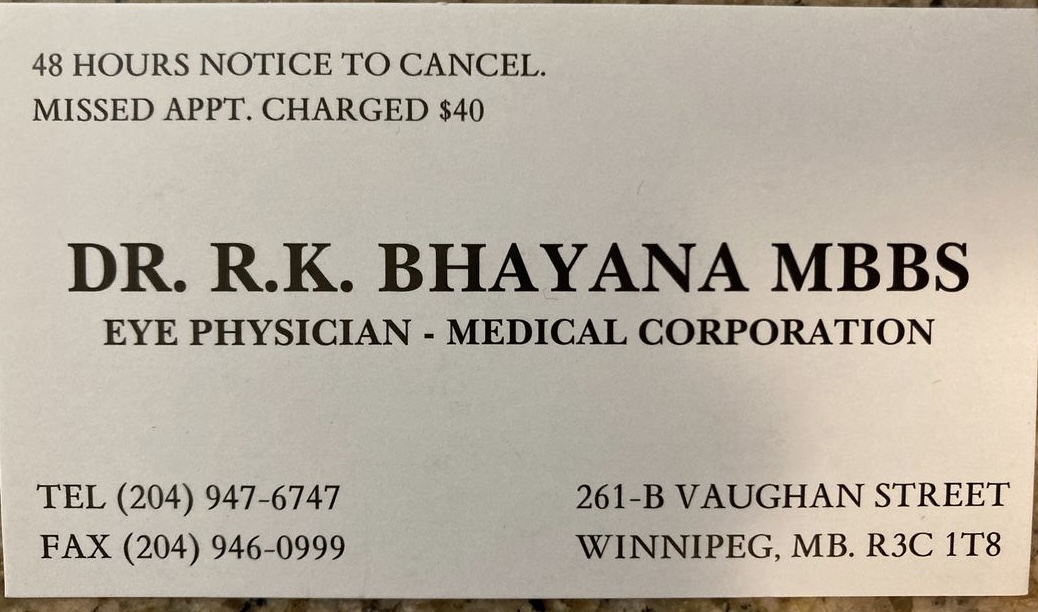 48 HOURS NOTICE TO CANCEL.
MISSED APPT. CHARGED $40
DR. R.K. BHAYANA MBBS
EYE PHYSICIAN - MEDICAL CORPORATION
TEL (204) 947-6747
FAX (204) 946-0999
261-B VAUGHAN STREET
WINNIPEG, MB. R3C 1T8